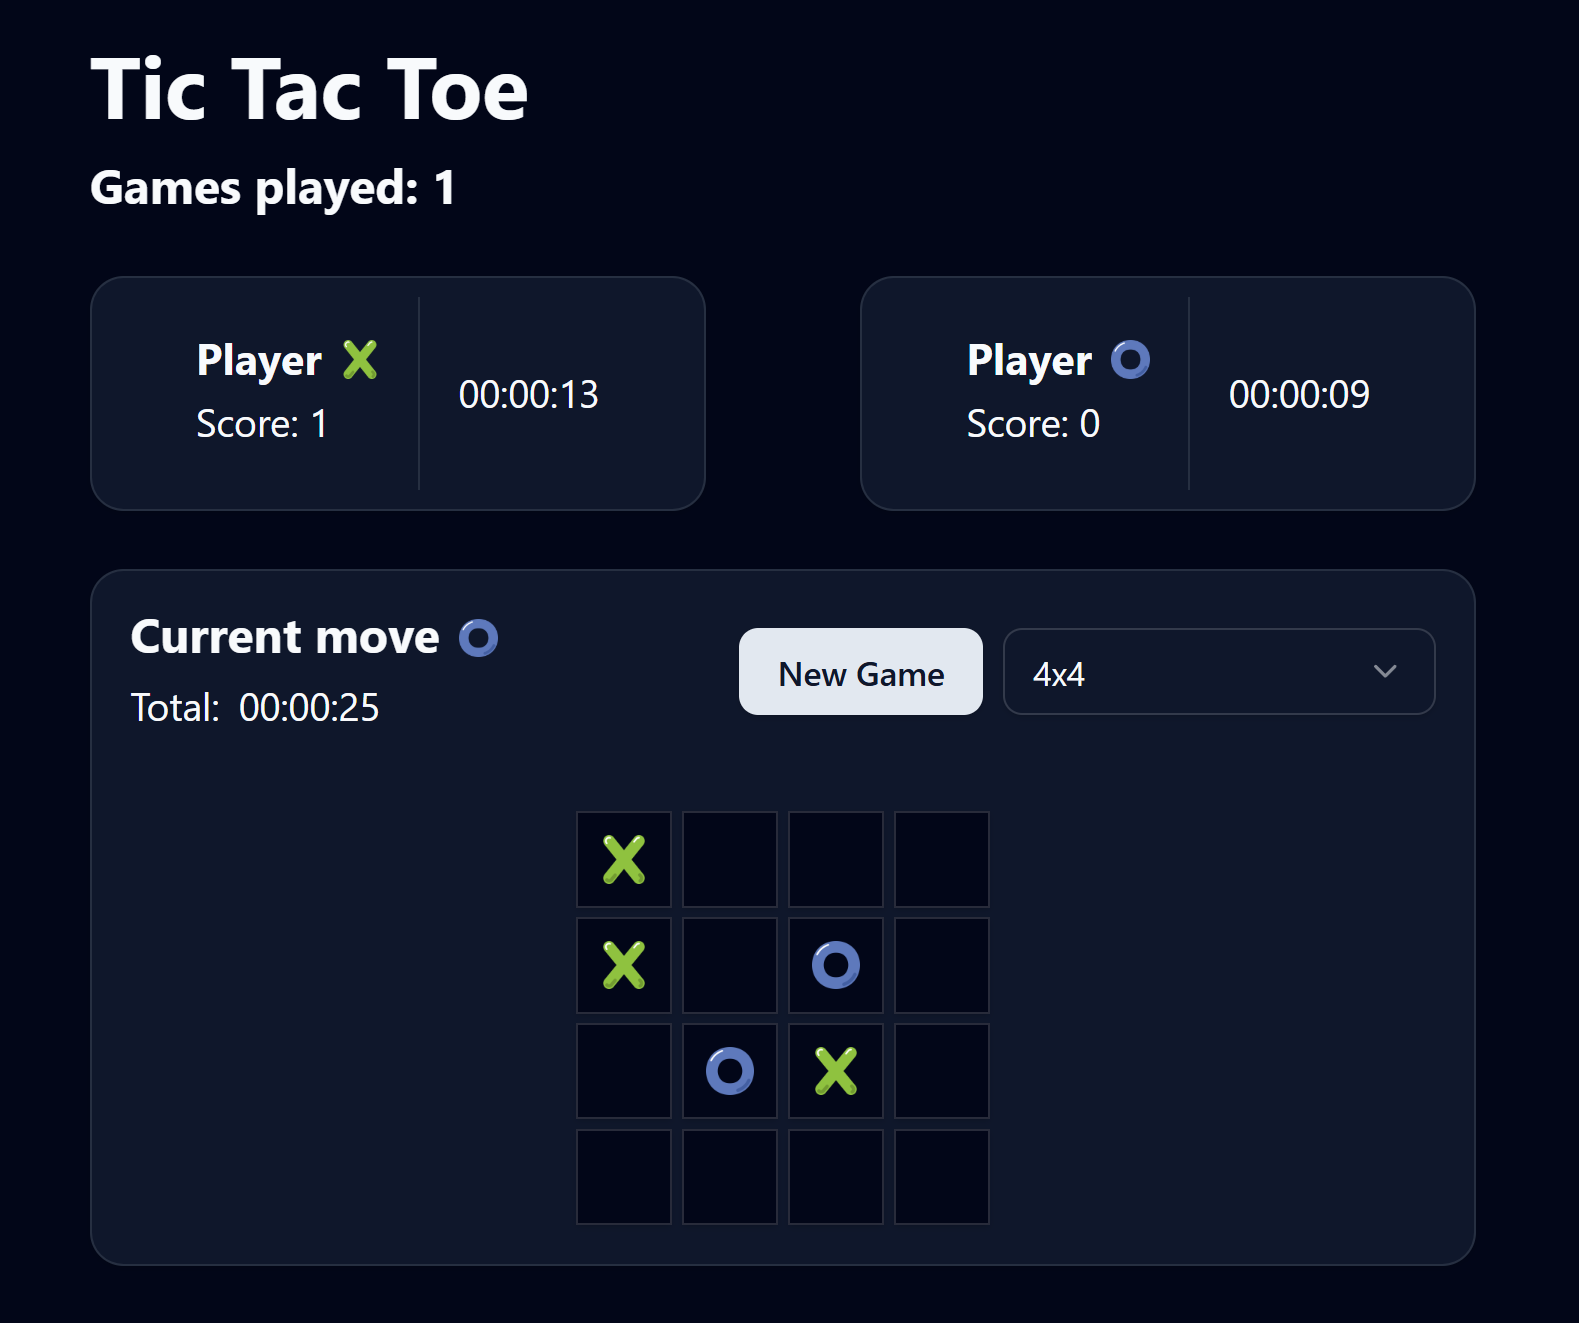 Tic Tac Toe
Games played: 1
Player
Score: 1
00:00:13
Player
Score: 0
00:00:09
Current move
Total: 00:00:25
New Game
4x4